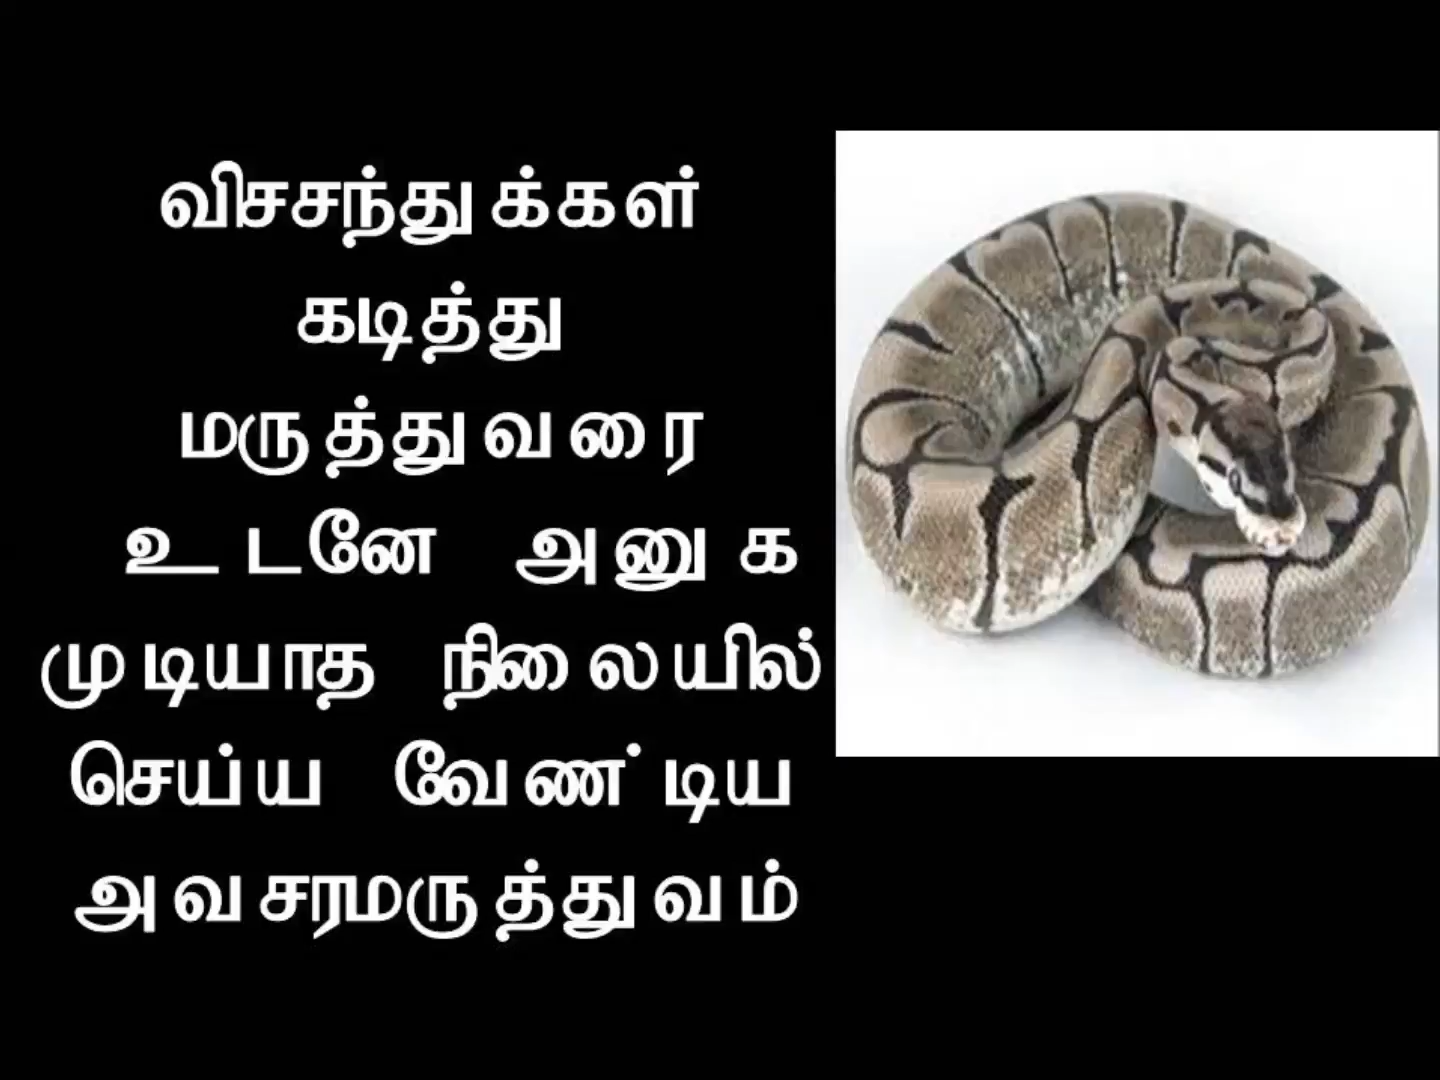 விசசந்துக்கள்
கடித்து
மருத்துவரை
உடனே அனுக
முடியாத நிலையில்
செய்ய வேண்டிய
அவசரமருத்துவம்